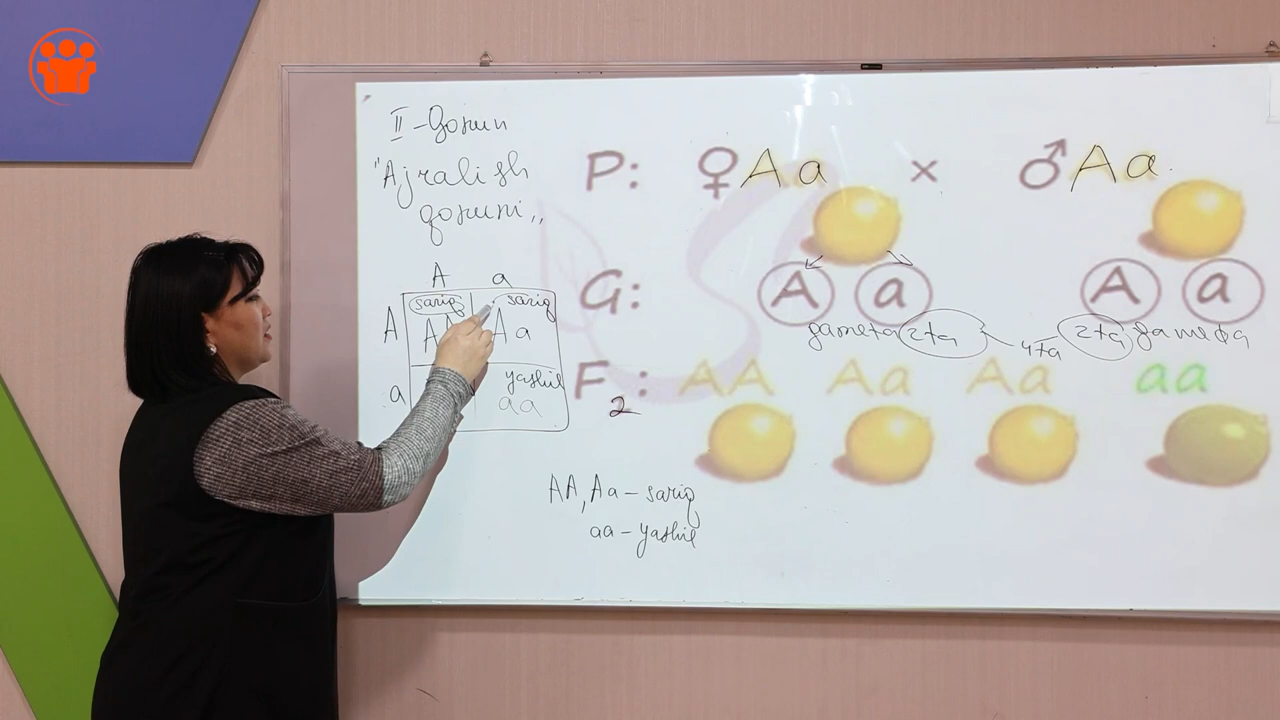 II - Qonun
"Ajralish
qonuni„
A a
A sariq sariq
AA Aa
a yashil
aa
P: ♀ Aa × ♂ Aa
G: A a A a
gameta 2ta 4ta 2ta gameta
F2: AA Aa Aa aa
AA, Aa – sariq
aa – yashil